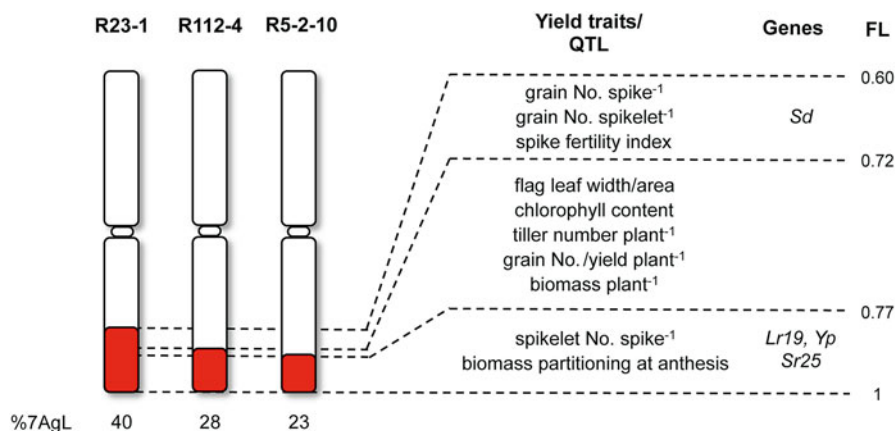 R23-1 R112-4 R5-2-10 Yield traits/ Genes FL
QTL
0.60
grain No. spike⁻¹
grain No. spikelet⁻¹ Sd
spike fertility index
0.72
flag leaf width/area
chlorophyll content
tiller number plant⁻¹
grain No./yield plant⁻¹
biomass plant⁻¹
0.77
spikelet No. spike⁻¹ Lr19, Yp
biomass partitioning at anthesis Sr25
1
%7AgL 40 28 23